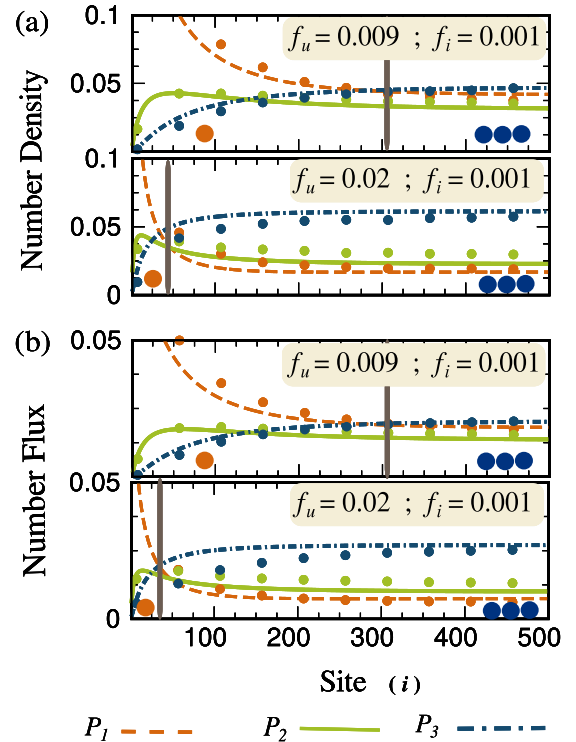 (a)
0.1
f_u = 0.009 ; f_i = 0.001
0.05
0
0.1
f_u = 0.02 ; f_i = 0.001
0.05
0
Number Density
(b)
0.05
f_u = 0.009 ; f_i = 0.001
0.05
f_u = 0.02 ; f_i = 0.001
0
Number Flux
100 200 300 400 500
Site (i)
P_1 P_2 P_3